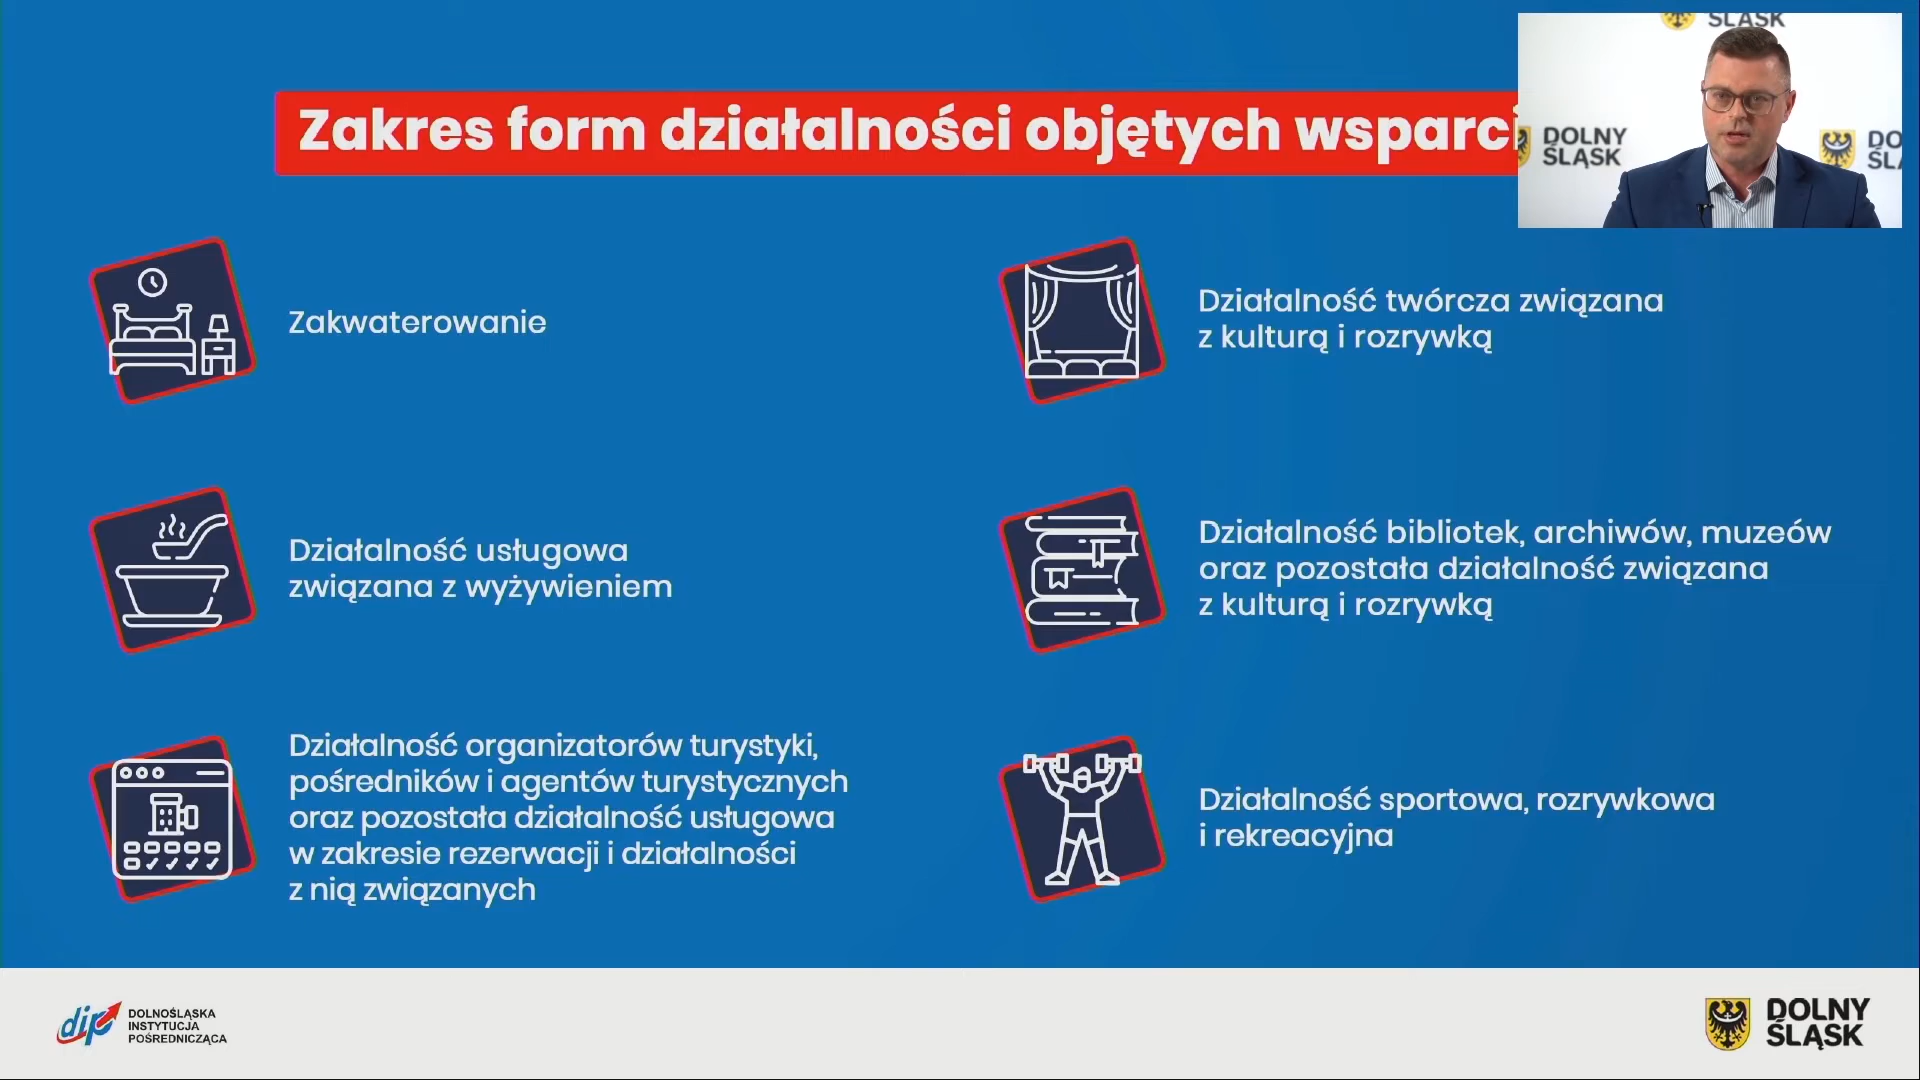 Zakres form działalności objętych wsparci
ŚLĄSK
DOLNY
ŚLĄSK
Zakwaterowanie
Działalność twórcza związana
z kulturą i rozrywką
Działalność usługowa
związana z wyżywieniem
Działalność bibliotek, archiwów, muzeów
oraz pozostała działalność związana
z kulturą i rozrywką
Działalność organizatorów turystyki,
pośredników i agentów turystycznych
oraz pozostała działalność usługowa
w zakresie rezerwacji i działalności
z nią związanych
Działalność sportowa, rozrywkowa
i rekreacyjna
dip
DOLNOŚLĄSKA
INSTYTUCJA
POŚREDNICZĄCA
DOLNY
ŚLĄSK